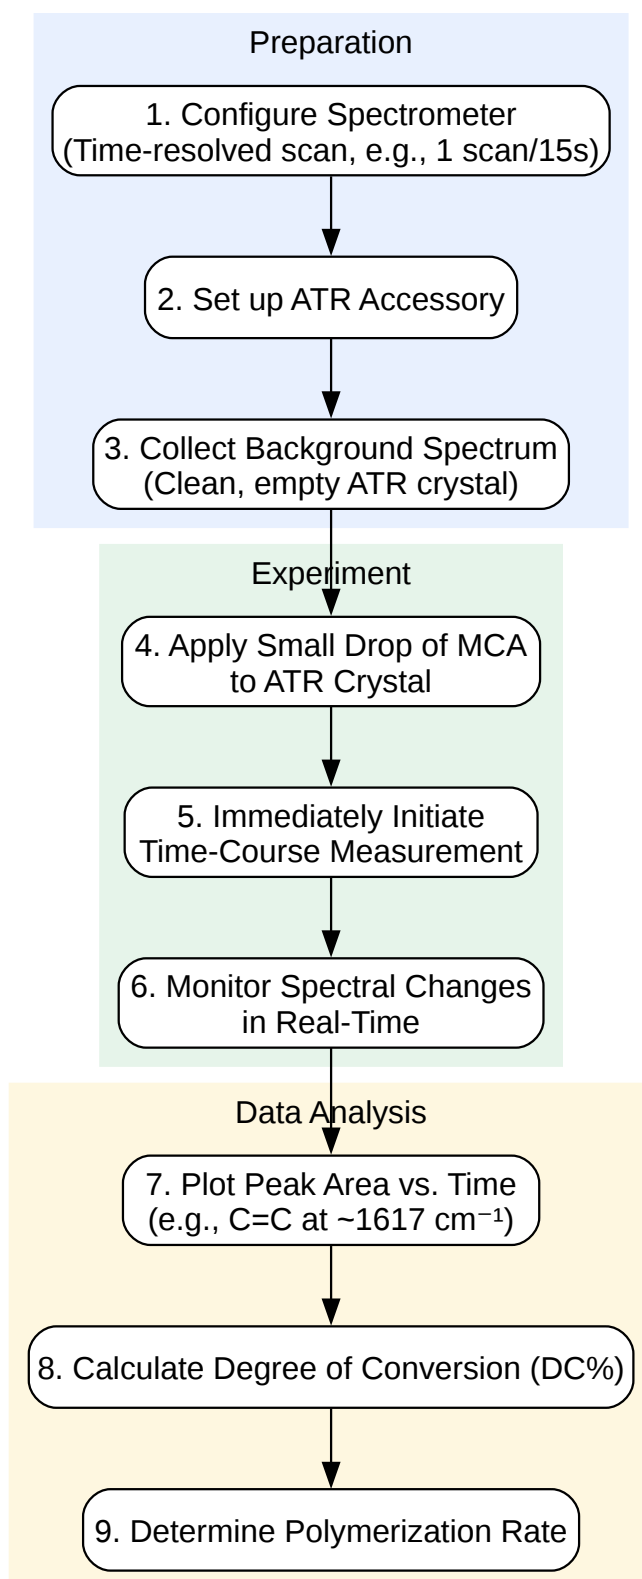 Preparation
1. Configure Spectrometer
(Time-resolved scan, e.g., 1 scan/15s)
2. Set up ATR Accessory
3. Collect Background Spectrum
(Clean, empty ATR crystal)
Experiment
4. Apply Small Drop of MCA
to ATR Crystal
5. Immediately Initiate
Time-Course Measurement
6. Monitor Spectral Changes
in Real-Time
Data Analysis
7. Plot Peak Area vs. Time
(e.g., C=C at ~1617 cm⁻¹)
8. Calculate Degree of Conversion (DC%)
9. Determine Polymerization Rate